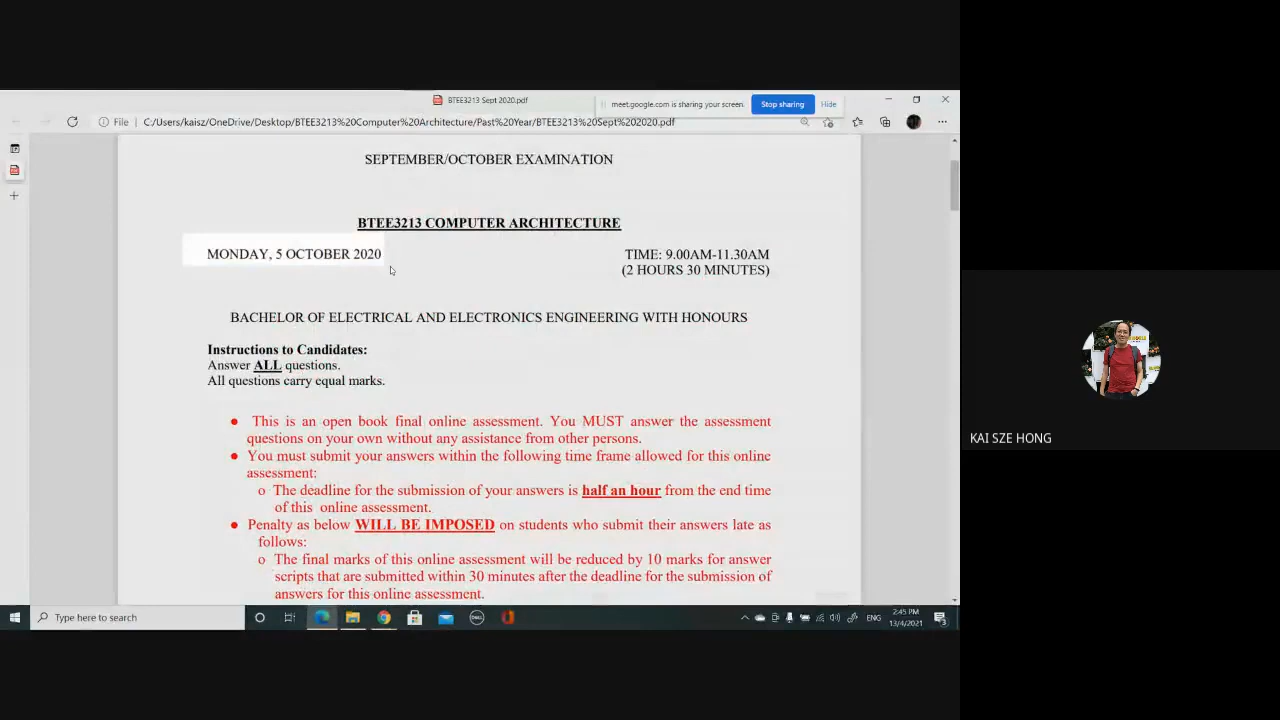 BTEE3213 Sept 2020.pdf
meet.google.com is sharing your screen.
Stop sharing
Hide
File
C:/Users/kaisz/OneDrive/Desktop/BTEE3213%20Computer%20Architecture/Past%20Year/BTEE3213%20Sept%202020.pdf
SEPTEMBER/OCTOBER EXAMINATION
BTEE3213 COMPUTER ARCHITECTURE
MONDAY, 5 OCTOBER 2020
TIME: 9.00AM-11.30AM
(2 HOURS 30 MINUTES)
BACHELOR OF ELECTRICAL AND ELECTRONICS ENGINEERING WITH HONOURS
Instructions to Candidates:
Answer ALL questions.
All questions carry equal marks.
● This is an open book final online assessment. You MUST answer the assessment
questions on your own without any assistance from other persons.
● You must submit your answers within the following time frame allowed for this online
assessment:
o The deadline for the submission of your answers is half an hour from the end time
of this online assessment.
● Penalty as below WILL BE IMPOSED on students who submit their answers late as
follows:
o The final marks of this online assessment will be reduced by 10 marks for answer
scripts that are submitted within 30 minutes after the deadline for the submission of
answers for this online assessment.
KAI SZE HONG
Type here to search
DELL
ENG
2:45 PM
13/4/2021
3